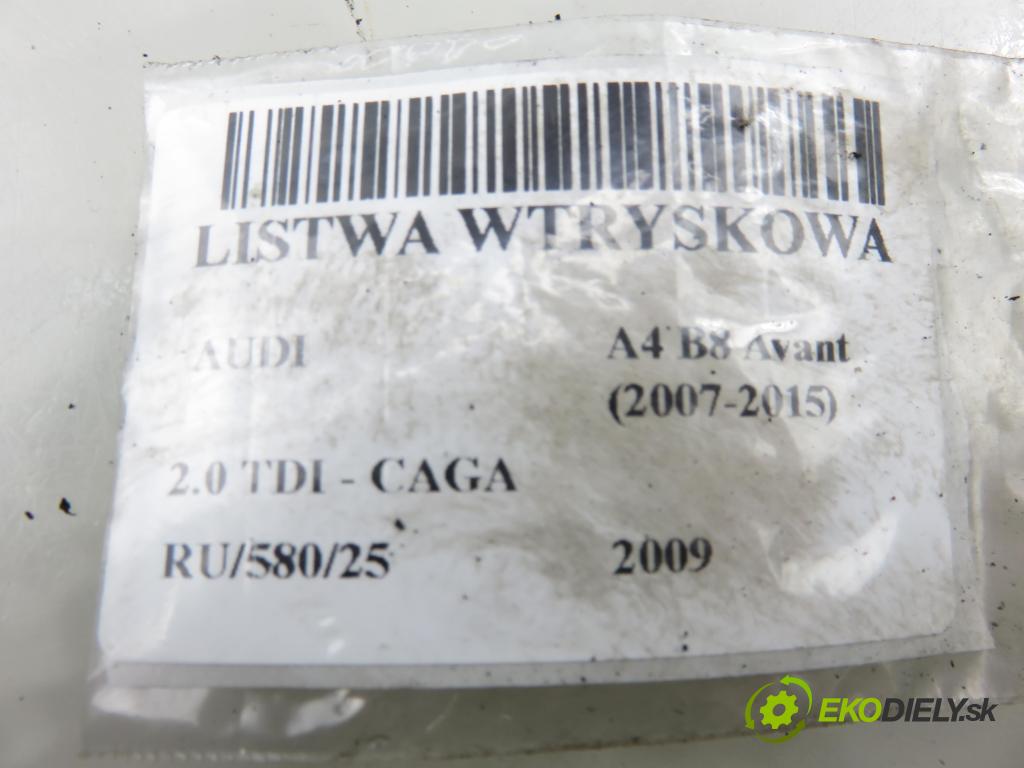 LISTWA WTRYSKOWA
AUDI A4 B8 Avant
(2007-2015)
2.0 TDI - CAGA
RU/580/25 2009
EKODIELY.sk